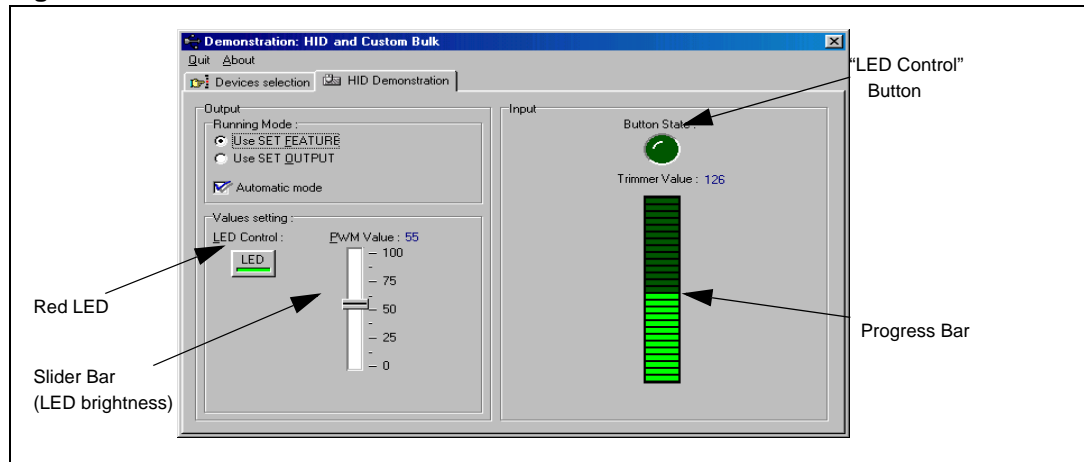 Demonstration: HID and Custom Bulk
Quit About
Devices selection HID Demonstration
"LED Control"
Button
Output
Running Mode :
Use SET FEATURE
Use SET OUTPUT
Automatic mode
Values setting :
LED Control :
LED
PWM Value : 55
100
75
50
25
0
Input
Button State :
Trimmer Value : 126
Red LED
Slider Bar
(LED brightness)
Progress Bar